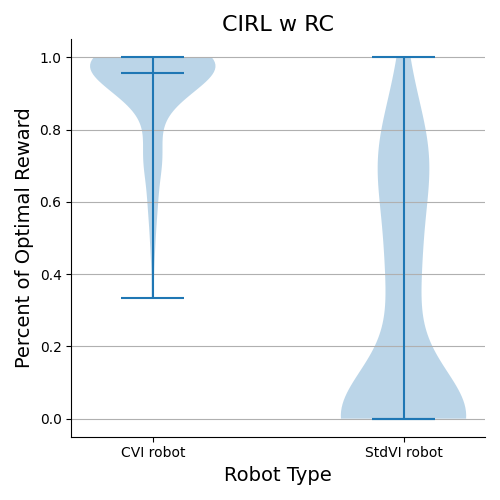 CIRL w RC
Percent of Optimal Reward
1.0
0.8
0.6
0.4
0.2
0.0
CVI robot
StdVI robot
Robot Type